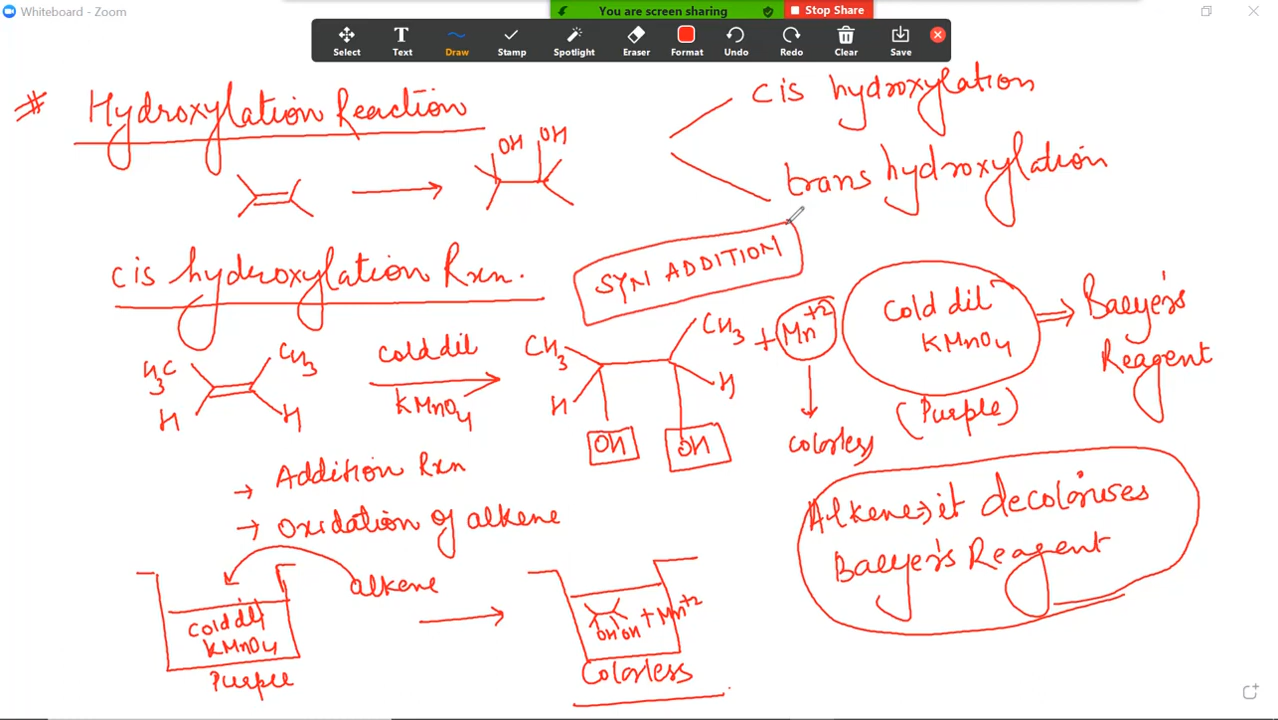 Whiteboard - Zoom
You are screen sharing
Stop Share
Select Text Draw Stamp Spotlight Eraser Format Undo Redo Clear Save
# Hydroxylation Reaction
cis hydroxylation
trans hydroxylation
OH OH
cis hyderoxylation Rxn.
SYN ADDITION
H3C CH3
H H
cold dil
KMnO4
CH3 CH3
H H
OH OH
+ Mn+2
colorless
Cold dil
KMnO4
(Purple)
Baeyer's
Reagent
→ Addition Rxn
→ Oxidation of alkene
Alkene → it decolorises
Baeyer's Reagent
alkene
Cold dil
KMnO4
Purple
OH OH + Mn+2
Colorless